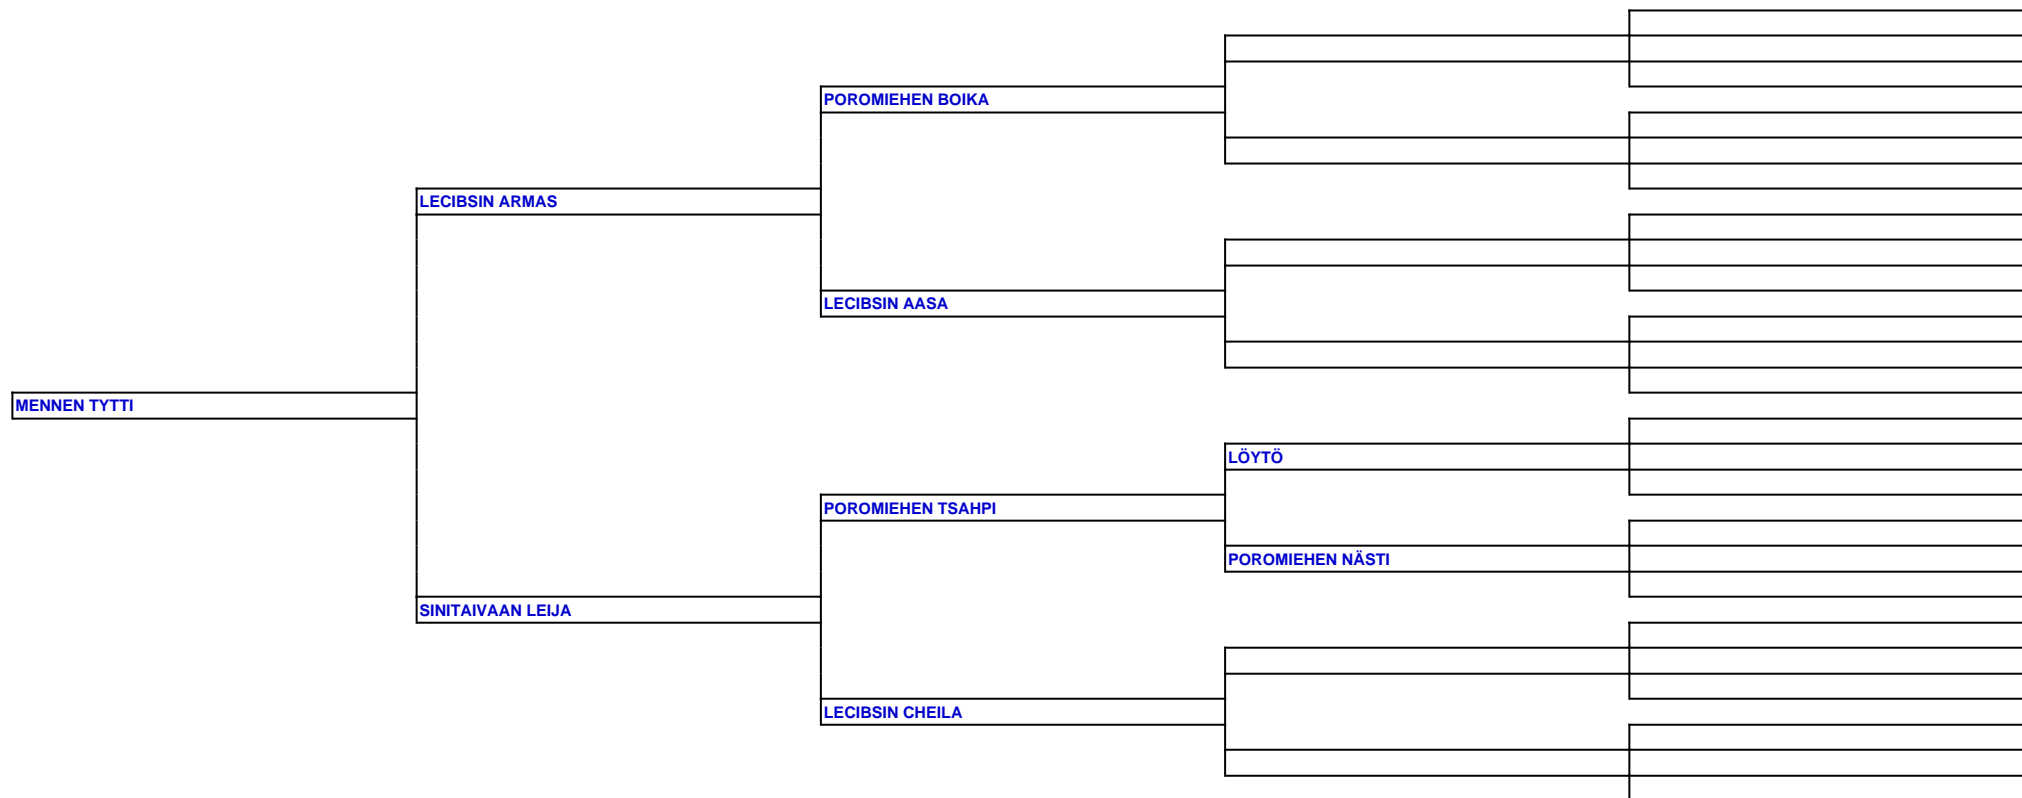 POROMIEHEN BOIKA
LECIBSIN ARMAS
LECIBSIN AASA
MENNEN TYTTI
LÖYTÖ
POROMIEHEN TSAHPI
POROMIEHEN NÄSTI
SINITAIVAAN LEIJA
LECIBSIN CHEILA